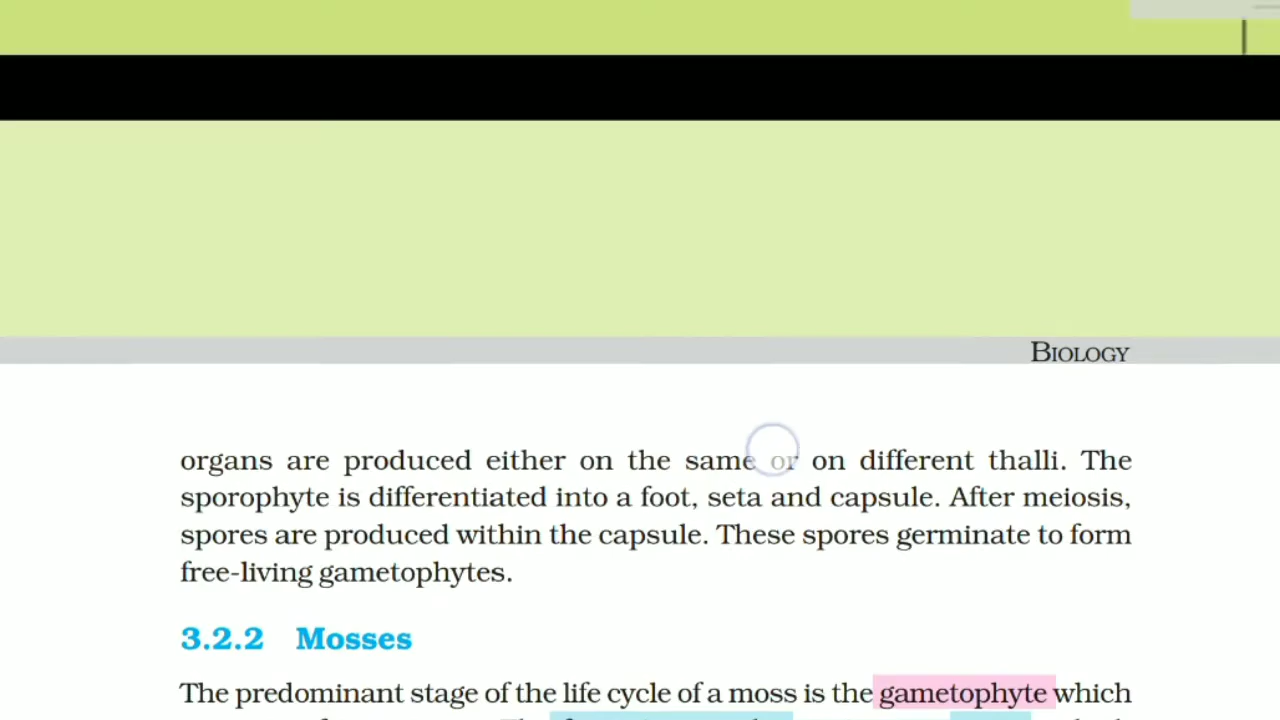 BIOLOGY
organs are produced either on the same or on different thalli. The
sporophyte is differentiated into a foot, seta and capsule. After meiosis,
spores are produced within the capsule. These spores germinate to form
free-living gametophytes.
3.2.2 Mosses
The predominant stage of the life cycle of a moss is the gametophyte which